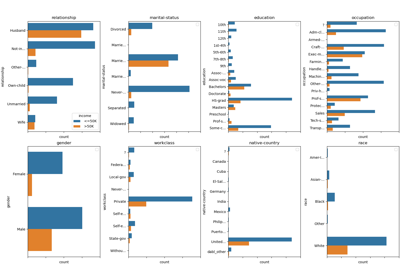 relationship
marital-status
education
occupation
Husband
Not-m...
Other-...
Own-child
Unmarried
Wife
relationship
income
<=50K
>50K
count
Divorced
Marrie...
Marrie...
Marrie...
Never-...
Separated
Widowed
marital-status
count
10th
11th
12th
1st-4th
5th-6th
7th-8th
9th
Assoc-...
Assoc-voc
Bachelors
Doctorate
HS-grad
Masters
Preschool
Prof-s...
Some-c...
education
count
?
Adm-cl...
Armed-...
Craft-...
Exec-m...
Farmin...
Handle...
Machin...
Other-...
Priv-h...
Prof-s...
Protec...
Sales
Tech-s...
Transp...
occupation
count
gender
workclass
native-country
race
Female
Male
gender
count
?
Federa...
Local-gov
Never-...
Private
Self-e...
Self-e...
State-gov
Withou...
workclass
count
?
Canada
Cuba
El-Sal...
Germany
India
Mexico
Philip...
Puerto...
United-...
native-country
count
Amer-I...
Asian-...
Black
Other
White
race
count